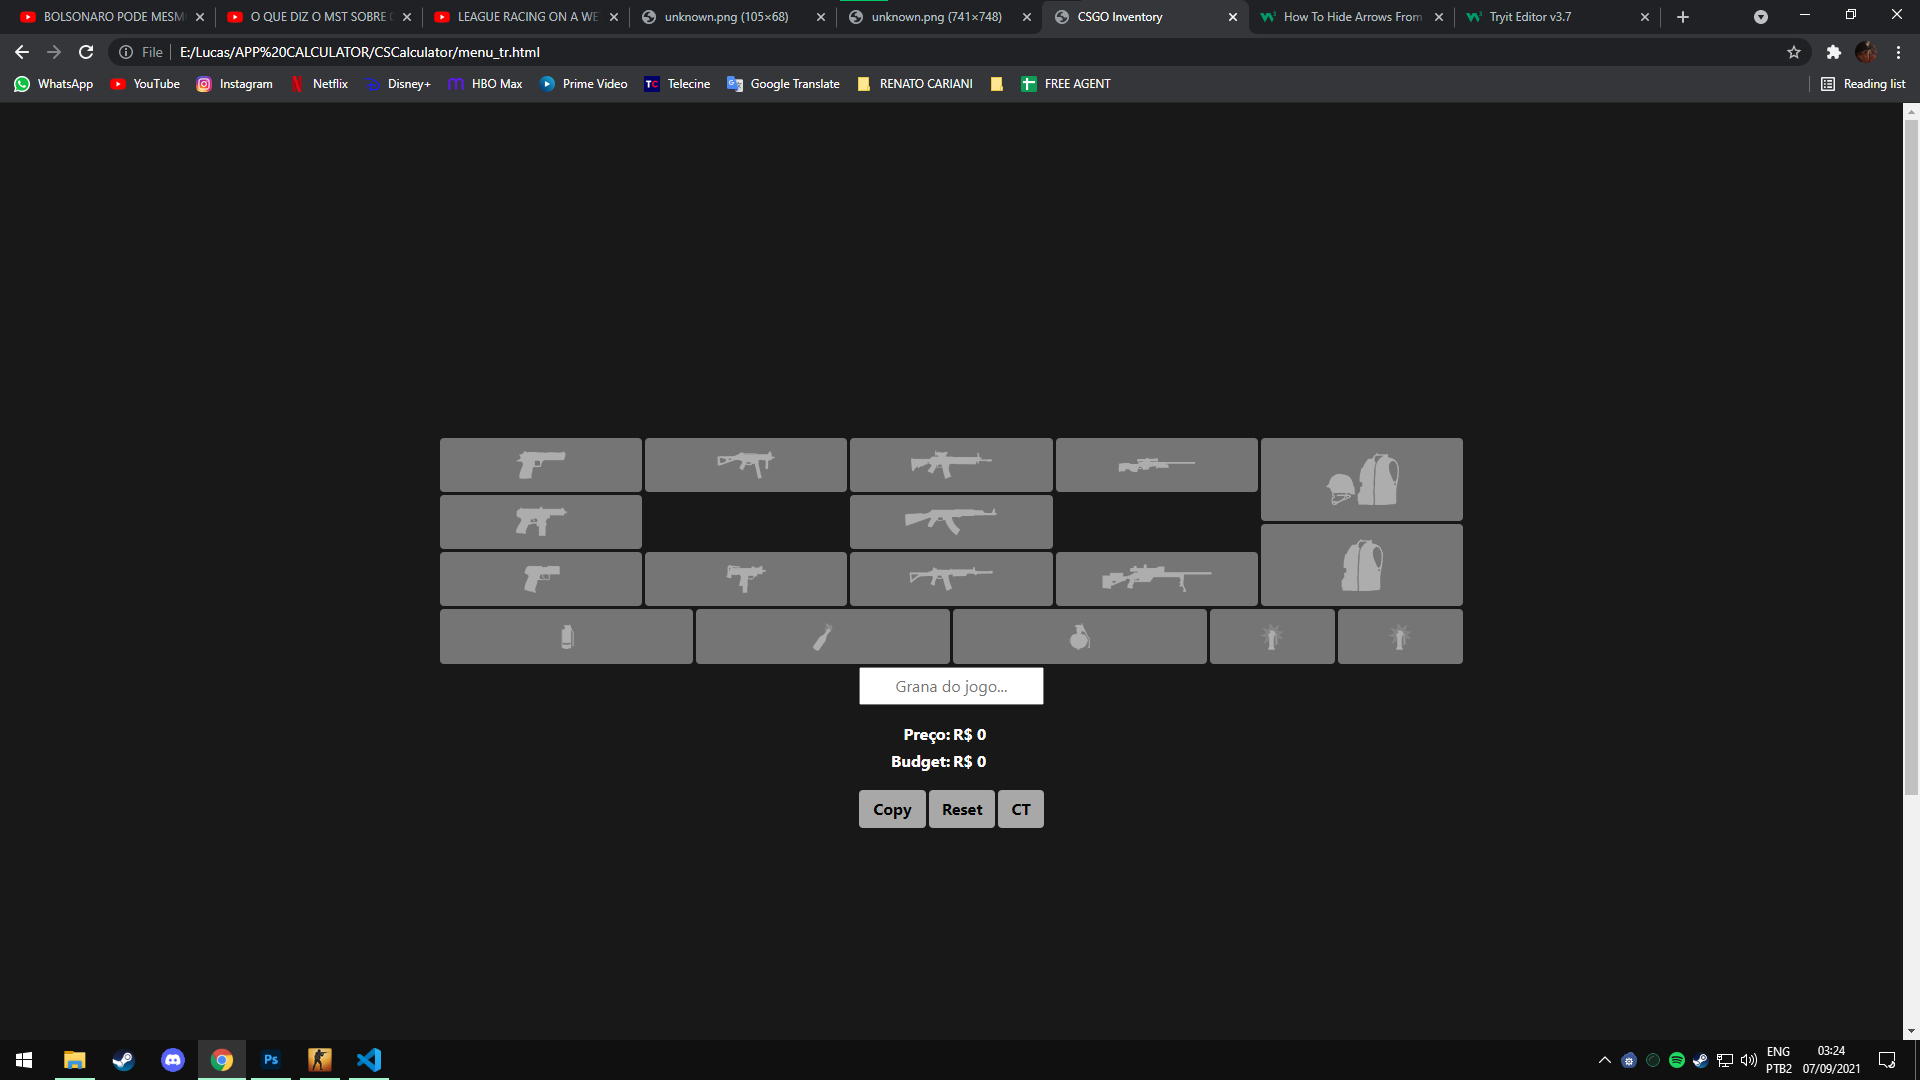 BOLSONARO PODE MESM
O QUE DIZ O MST SOBRE
LEAGUE RACING ON A WE
unknown.png (105×68)
unknown.png (741×748)
CSGO Inventory
How To Hide Arrows From
Tryit Editor v3.7
File
E:/Lucas/APP%20CALCULATOR/CSCalculator/menu_tr.html
WhatsApp
YouTube
Instagram
Netflix
Disney+
HBO Max
Prime Video
TC
Telecine
Google Translate
RENATO CARIANI
FREE AGENT
Reading list
Grana do jogo...
Preço: R$ 0
Budget: R$ 0
Copy
Reset
CT
Ps
ENG
PTB2
03:24
07/09/2021